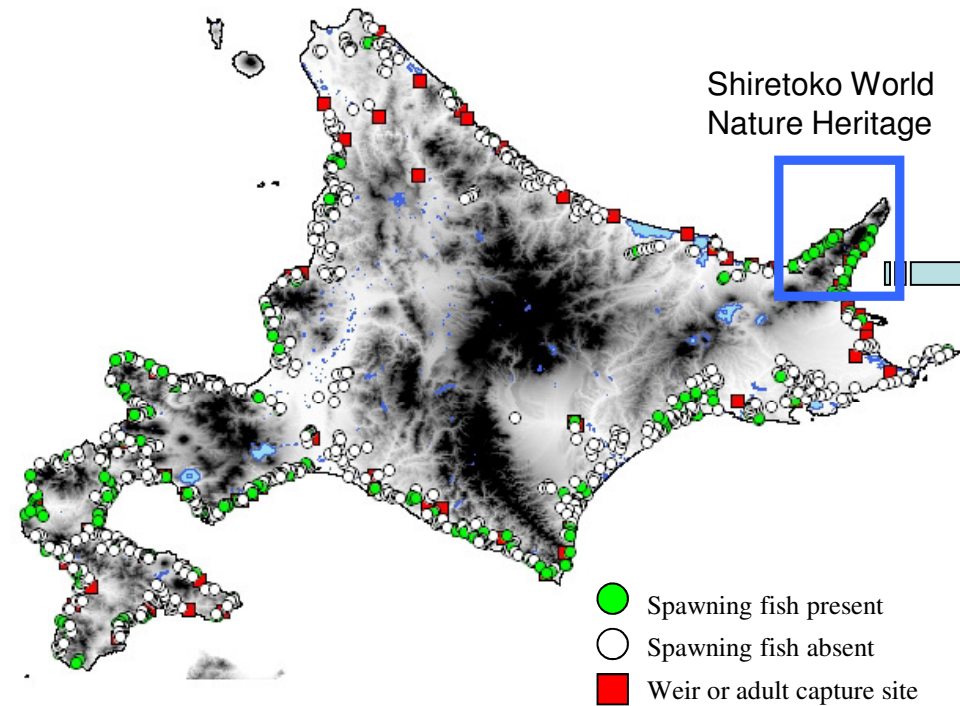 Shiretoko World
Nature Heritage
Spawning fish present
Spawning fish absent
Weir or adult capture site